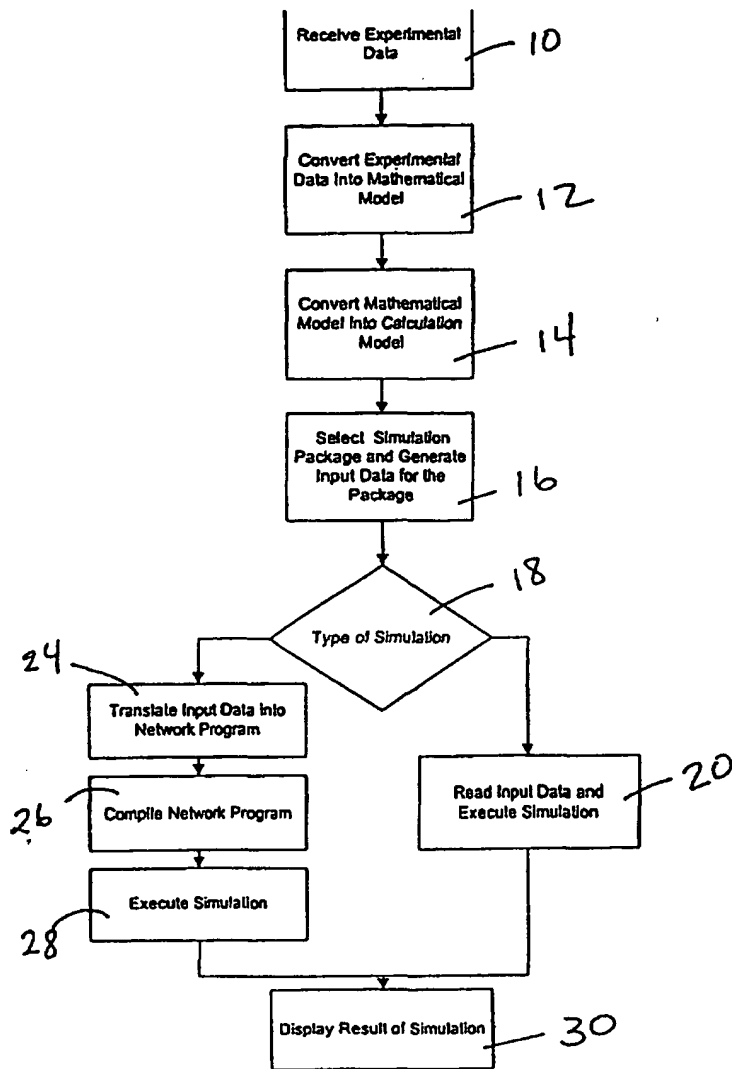 Receive Experimental
Data
10
Convert Experimental
Data Into Mathematical
Model
12
Convert Mathematical
Model Into Calculation
Model
14
Select Simulation
Package and Generate
Input Data for the
Package
16
18
Type of Simulation
24
Translate Input Data into
Network Program
26
Compile Network Program
Read Input Data and
Execute Simulation
20
28
Execute Simulation
Display Result of Simulation
30